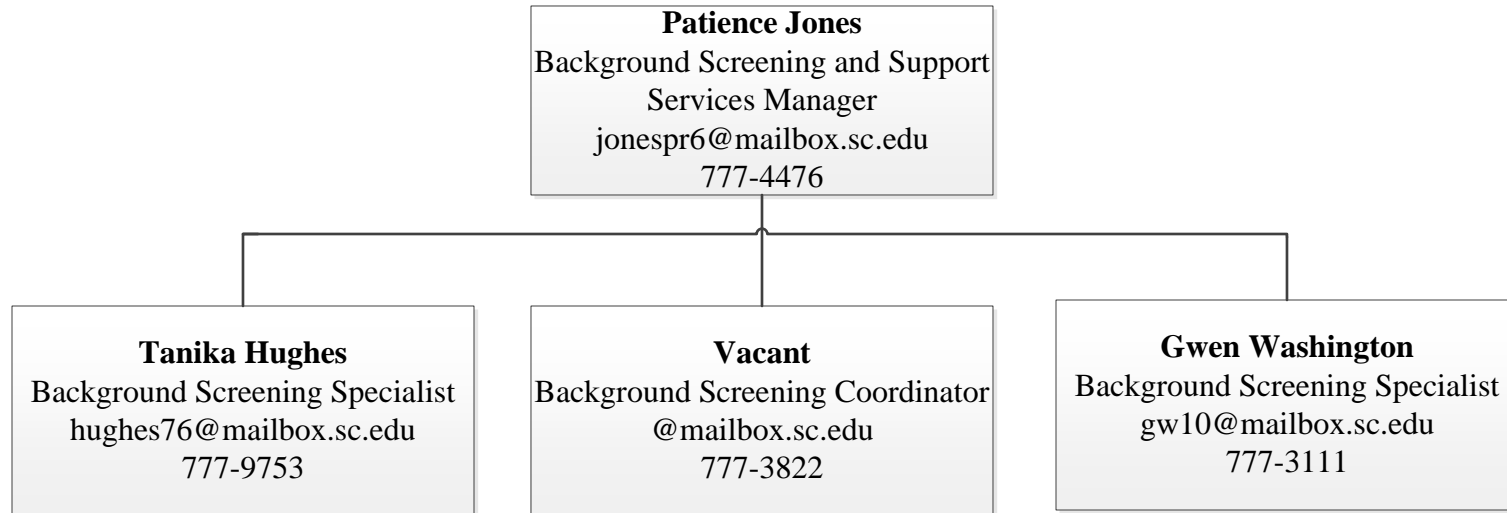 Patience Jones
Background Screening and Support
Services Manager
jonespr6@mailbox.sc.edu
777-4476
Tanika Hughes
Background Screening Specialist
hughes76@mailbox.sc.edu
777-9753
Vacant
Background Screening Coordinator
@mailbox.sc.edu
777-3822
Gwen Washington
Background Screening Specialist
gw10@mailbox.sc.edu
777-3111